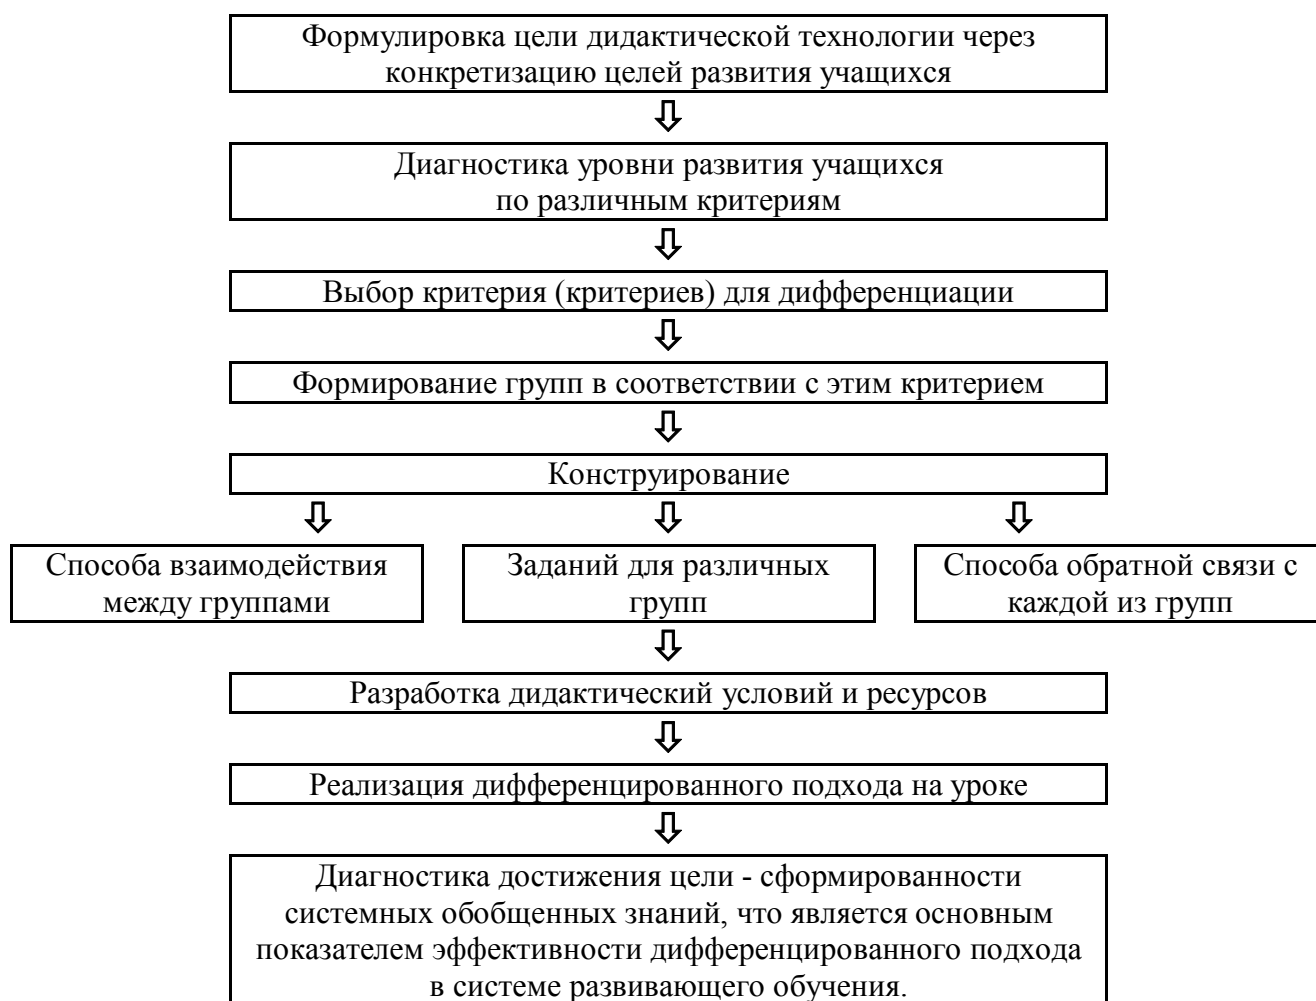 Формулировка цели дидактической технологии через
конкретизацию целей развития учащихся
Диагностика уровни развития учащихся
по различным критериям
Выбор критерия (критериев) для дифференциации
Формирование групп в соответствии с этим критерием
Конструирование
Способа взаимодействия
между группами
Заданий для различных
групп
Способа обратной связи с
каждой из групп
Разработка дидактический условий и ресурсов
Реализация дифференцированного подхода на уроке
Диагностика достижения цели - сформированности
системных обобщенных знаний, что является основным
показателем эффективности дифференцированного подхода
в системе развивающего обучения.